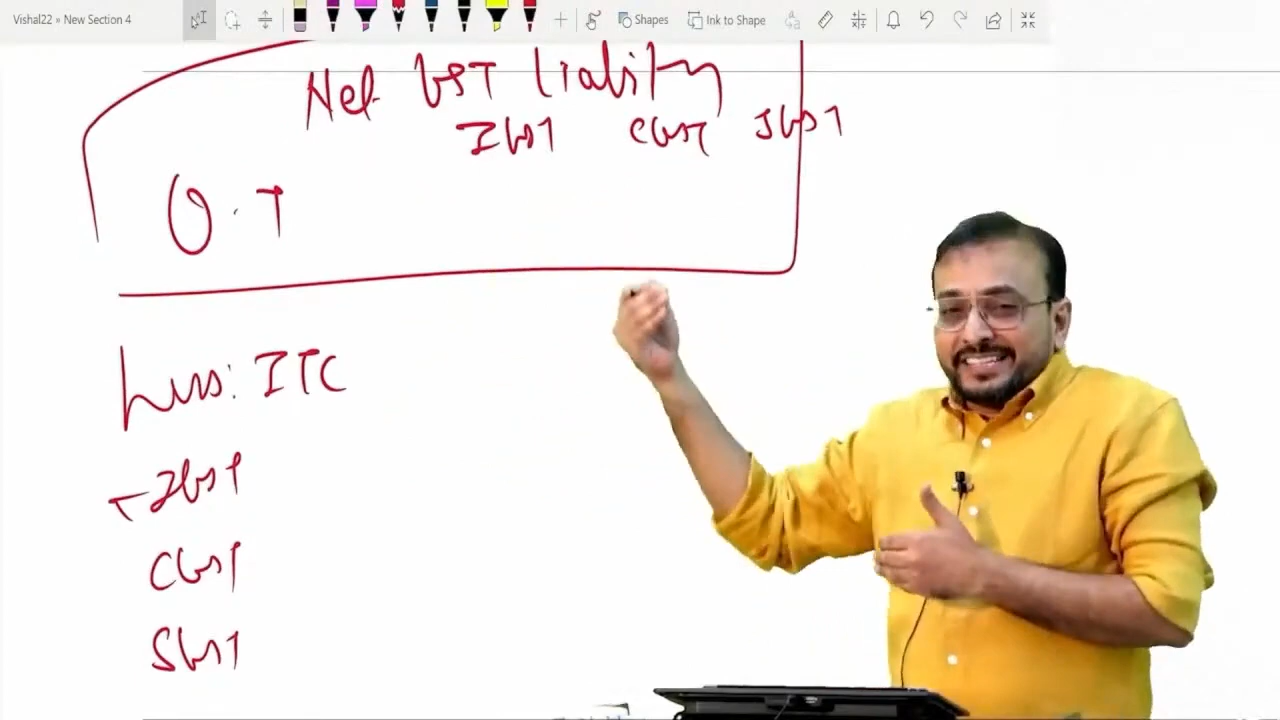 Vishal22 » New Section 4
Shapes
Ink to Shape
Net GST liability
IGST CGST SGST
O.T
Less: ITC
-IGST
CGST
SGST